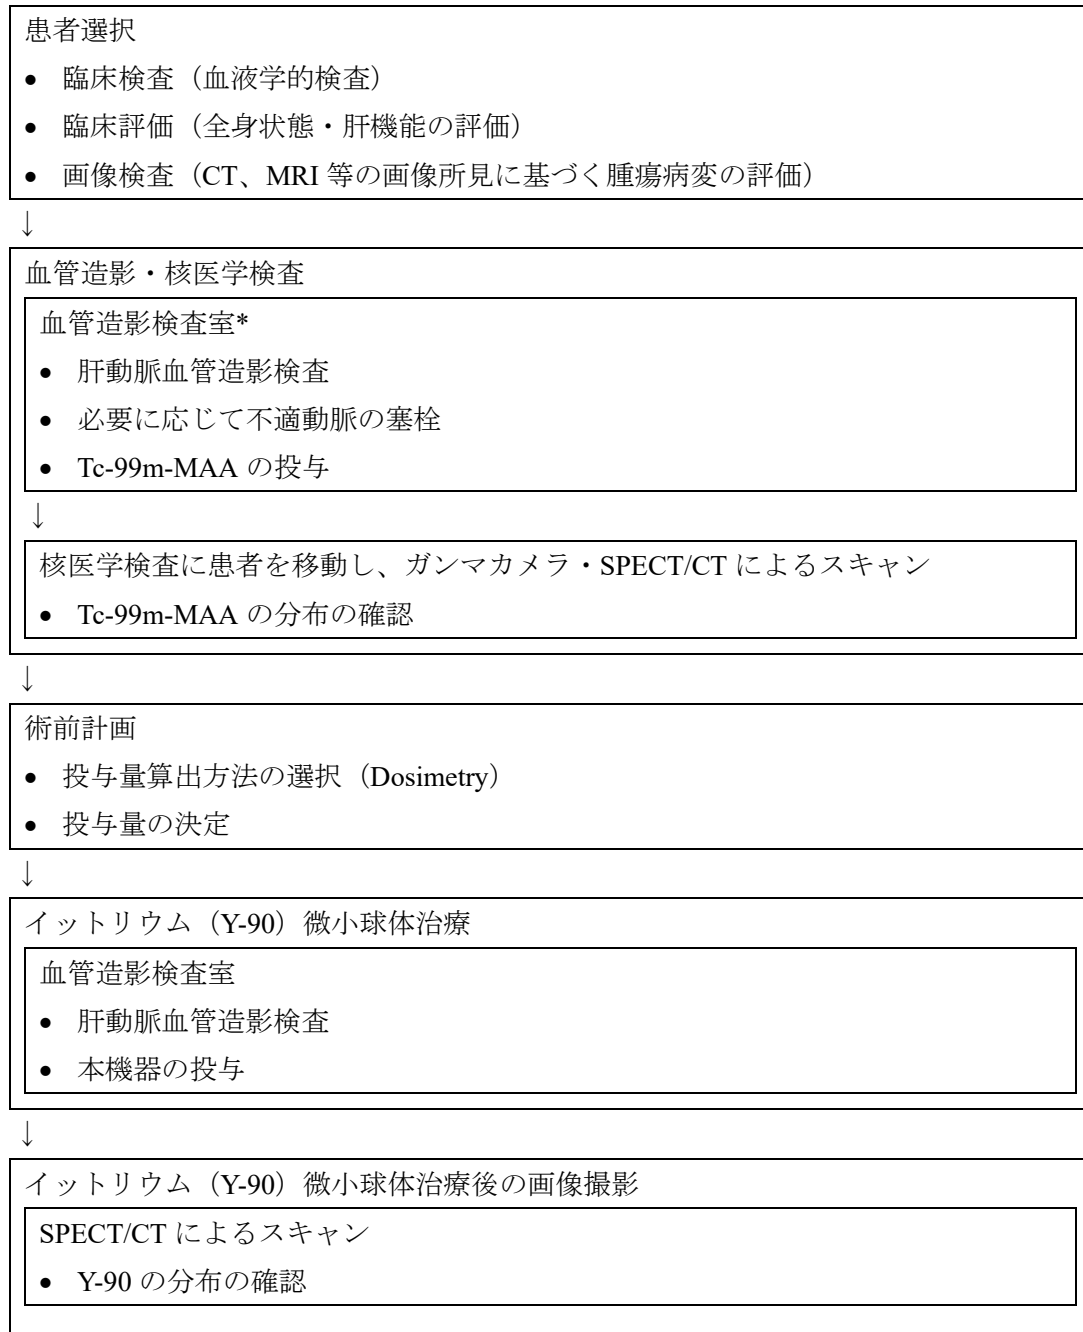 患者選択
• 臨床検査（血液学的検査）
• 臨床評価（全身状態・肝機能の評価）
• 画像検査（CT、MRI 等の画像所見に基づく腫瘍病変の評価）
↓
血管造影・核医学検査
血管造影検査室*
• 肝動脈血管造影検査
• 必要に応じて不適動脈の塞栓
• Tc-99m-MAA の投与
↓
核医学検査に患者を移動し、ガンマカメラ・SPECT/CT によるスキャン
• Tc-99m-MAA の分布の確認
↓
術前計画
• 投与量算出方法の選択（Dosimetry）
• 投与量の決定
↓
イットリウム（Y-90）微小球体治療
血管造影検査室
• 肝動脈血管造影検査
• 本機器の投与
↓
イットリウム（Y-90）微小球体治療後の画像撮影
SPECT/CT によるスキャン
• Y-90 の分布の確認